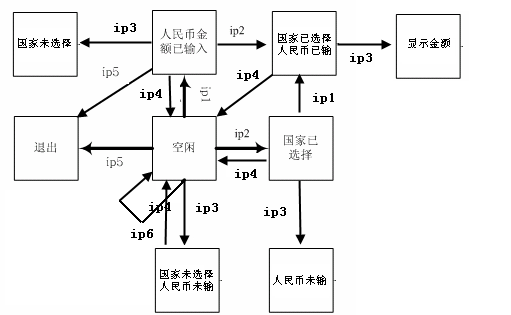 国家未选择
ip3
人民币金
额已输入
ip2
国家已选择
人民币已输
ip3
显示金额
ip5
ip4
ip1
ip4
ip1
退出
ip5
空闲
ip2
国家已
选择
ip4
ip4
ip6
ip3
ip3
国家未选择
人民币未输
人民币未输